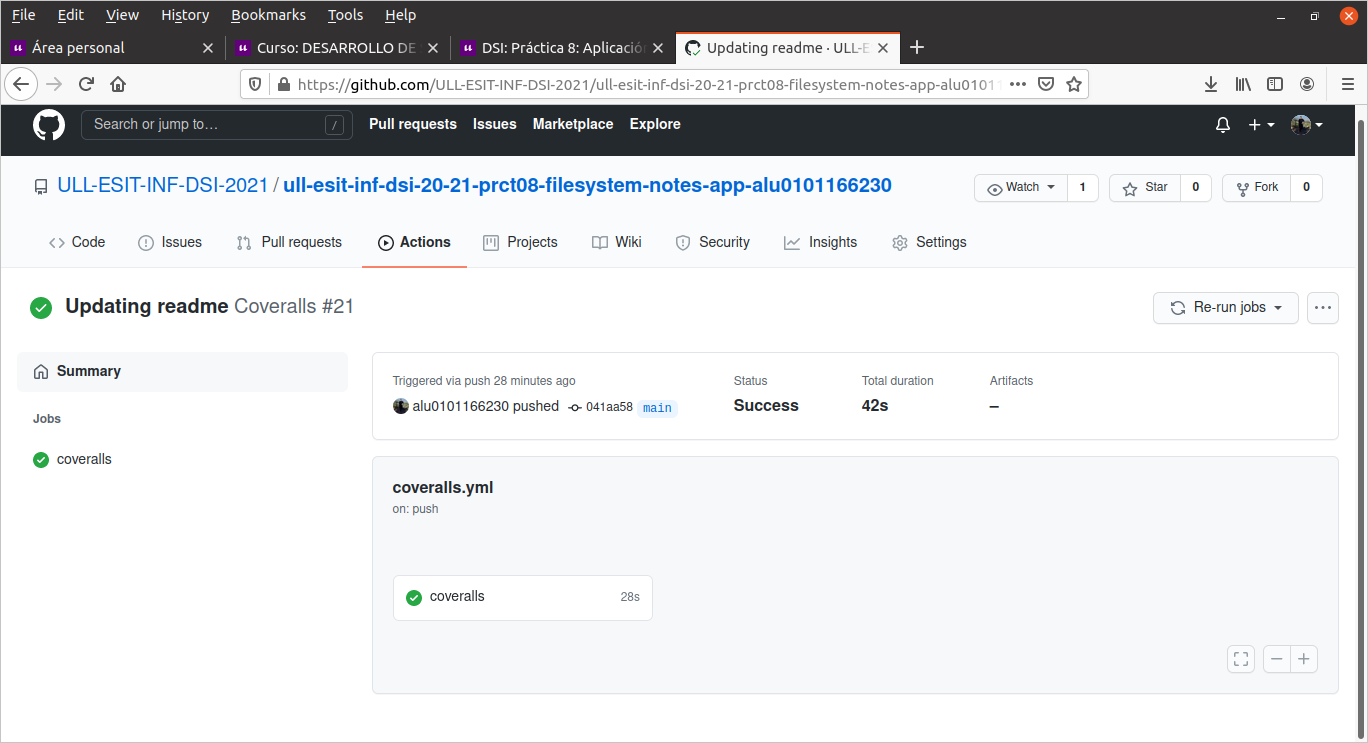 File Edit View History Bookmarks Tools Help
Área personal
Curso: DESARROLLO DE
DSI: Práctica 8: Aplicación
Updating readme · ULL-E
https://github.com/ULL-ESIT-INF-DSI-2021/ull-esit-inf-dsi-20-21-prct08-filesystem-notes-app-alu01011
Search or jump to… / Pull requests Issues Marketplace Explore
ULL-ESIT-INF-DSI-2021 / ull-esit-inf-dsi-20-21-prct08-filesystem-notes-app-alu0101166230
Watch 1 Star 0 Fork 0
Code Issues Pull requests Actions Projects Wiki Security Insights Settings
Updating readme Coveralls #21
Re-run jobs
Summary
Jobs
coveralls
Triggered via push 28 minutes ago Status Total duration Artifacts
alu0101166230 pushed 041aa58 main Success 42s –
coveralls.yml
on: push
coveralls 28s